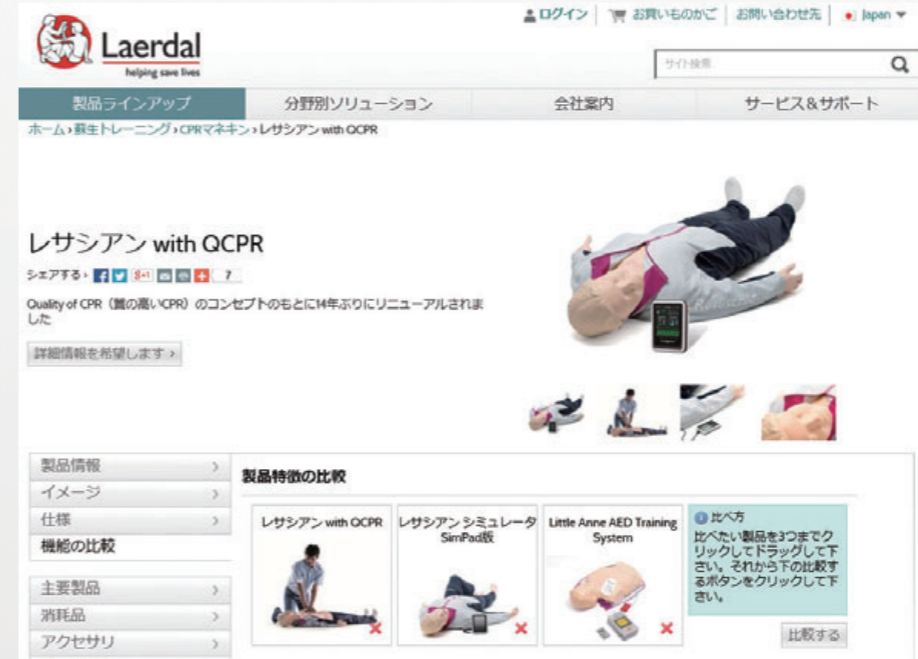 ログイン
お買いものかご
お問い合わせ先
Japan
Laerdal
helping save lives
サイト検索
製品ラインアップ
分野別ソリューション
会社案内
サービス&サポート
ホーム›蘇生トレーニング›CPRマネキン›レサシアン with QCPR
レサシアン with QCPR
シェアする› 7
Quality of CPR（質の高いCPR）のコンセプトのもとに14年ぶりにリニューアルされま
した
詳細情報を希望します ›
製品情報
イメージ
仕様
機能の比較
主要製品
消耗品
アクセサリ
製品特徴の比較
レサシアン with QCPR
レサシアン シミュレータ
SimPad版
Little Anne AED Training
System
比べ方
比べたい製品を3つまでク
リックしてドラッグして下
さい。それから下の比較す
るボタンをクリックして下
さい。
比較する